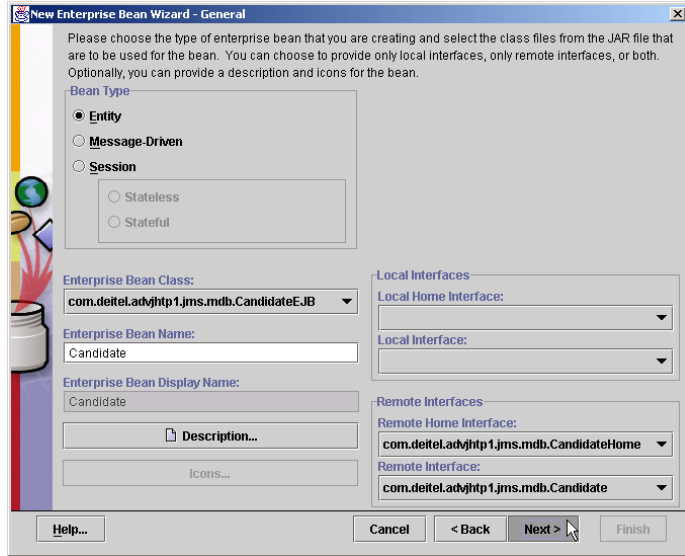 New Enterprise Bean Wizard - General
Please choose the type of enterprise bean that you are creating and select the class files from the JAR file that
are to be used for the bean. You can choose to provide only local interfaces, only remote interfaces, or both.
Optionally, you can provide a description and icons for the bean.
Bean Type
Entity
Message-Driven
Session
Stateless
Stateful
Enterprise Bean Class:
com.deitel.advjhtp1.jms.mdb.CandidateEJB
Enterprise Bean Name:
Candidate
Enterprise Bean Display Name:
Candidate
Description...
Icons...
Local Interfaces
Local Home Interface:
Local Interface:
Remote Interfaces
Remote Home Interface:
com.deitel.advjhtp1.jms.mdb.CandidateHome
Remote Interface:
com.deitel.advjhtp1.jms.mdb.Candidate
Help...
Cancel
< Back
Next >
Finish